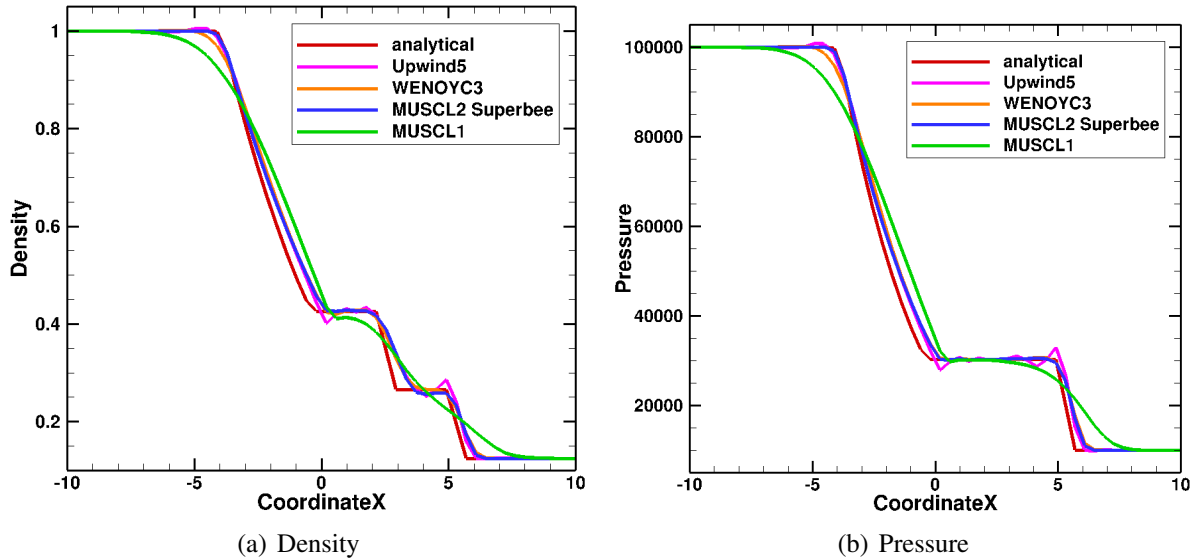 1
0.8
0.6
0.4
0.2
Density
-10
-5
0
5
10
CoordinateX
analytical
Upwind5
WENOYC3
MUSCL2 Superbee
MUSCL1
(a) Density
100000
80000
60000
40000
20000
Pressure
-10
-5
0
5
10
CoordinateX
analytical
Upwind5
WENOYC3
MUSCL2 Superbee
MUSCL1
(b) Pressure